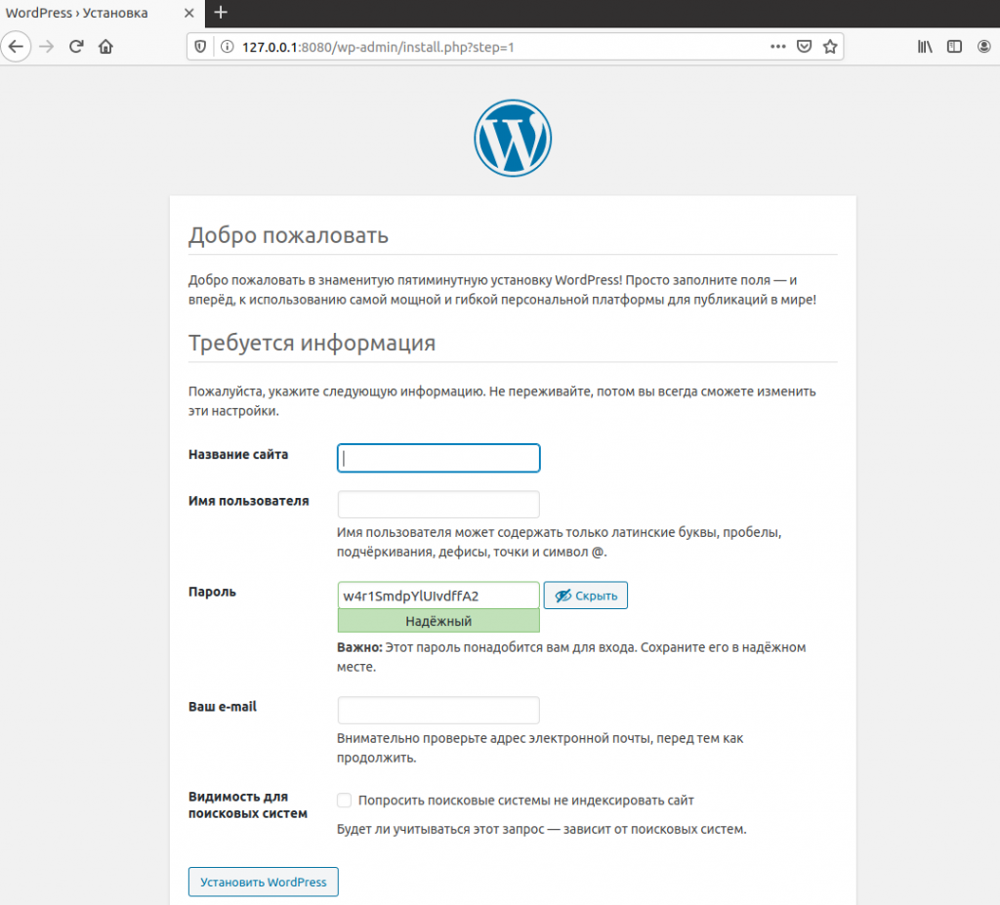 WordPress › Установка
127.0.0.1:8080/wp-admin/install.php?step=1
Добро пожаловать
Добро пожаловать в знаменитую пятиминутную установку WordPress! Просто заполните поля — и
вперёд, к использованию самой мощной и гибкой персональной платформы для публикаций в мире!
Требуется информация
Пожалуйста, укажите следующую информацию. Не переживайте, потом вы всегда сможете изменить
эти настройки.
Название сайта
Имя пользователя
Имя пользователя может содержать только латинские буквы, пробелы,
подчёркивания, дефисы, точки и символ @.
Пароль
w4r1SmdpYlUIvdffA2
Скрыть
Надёжный
Важно: Этот пароль понадобится вам для входа. Сохраните его в надёжном
месте.
Ваш e-mail
Внимательно проверьте адрес электронной почты, перед тем как
продолжить.
Видимость для
поисковых систем
Попросить поисковые системы не индексировать сайт
Будет ли учитываться этот запрос — зависит от поисковых систем.
Установить WordPress